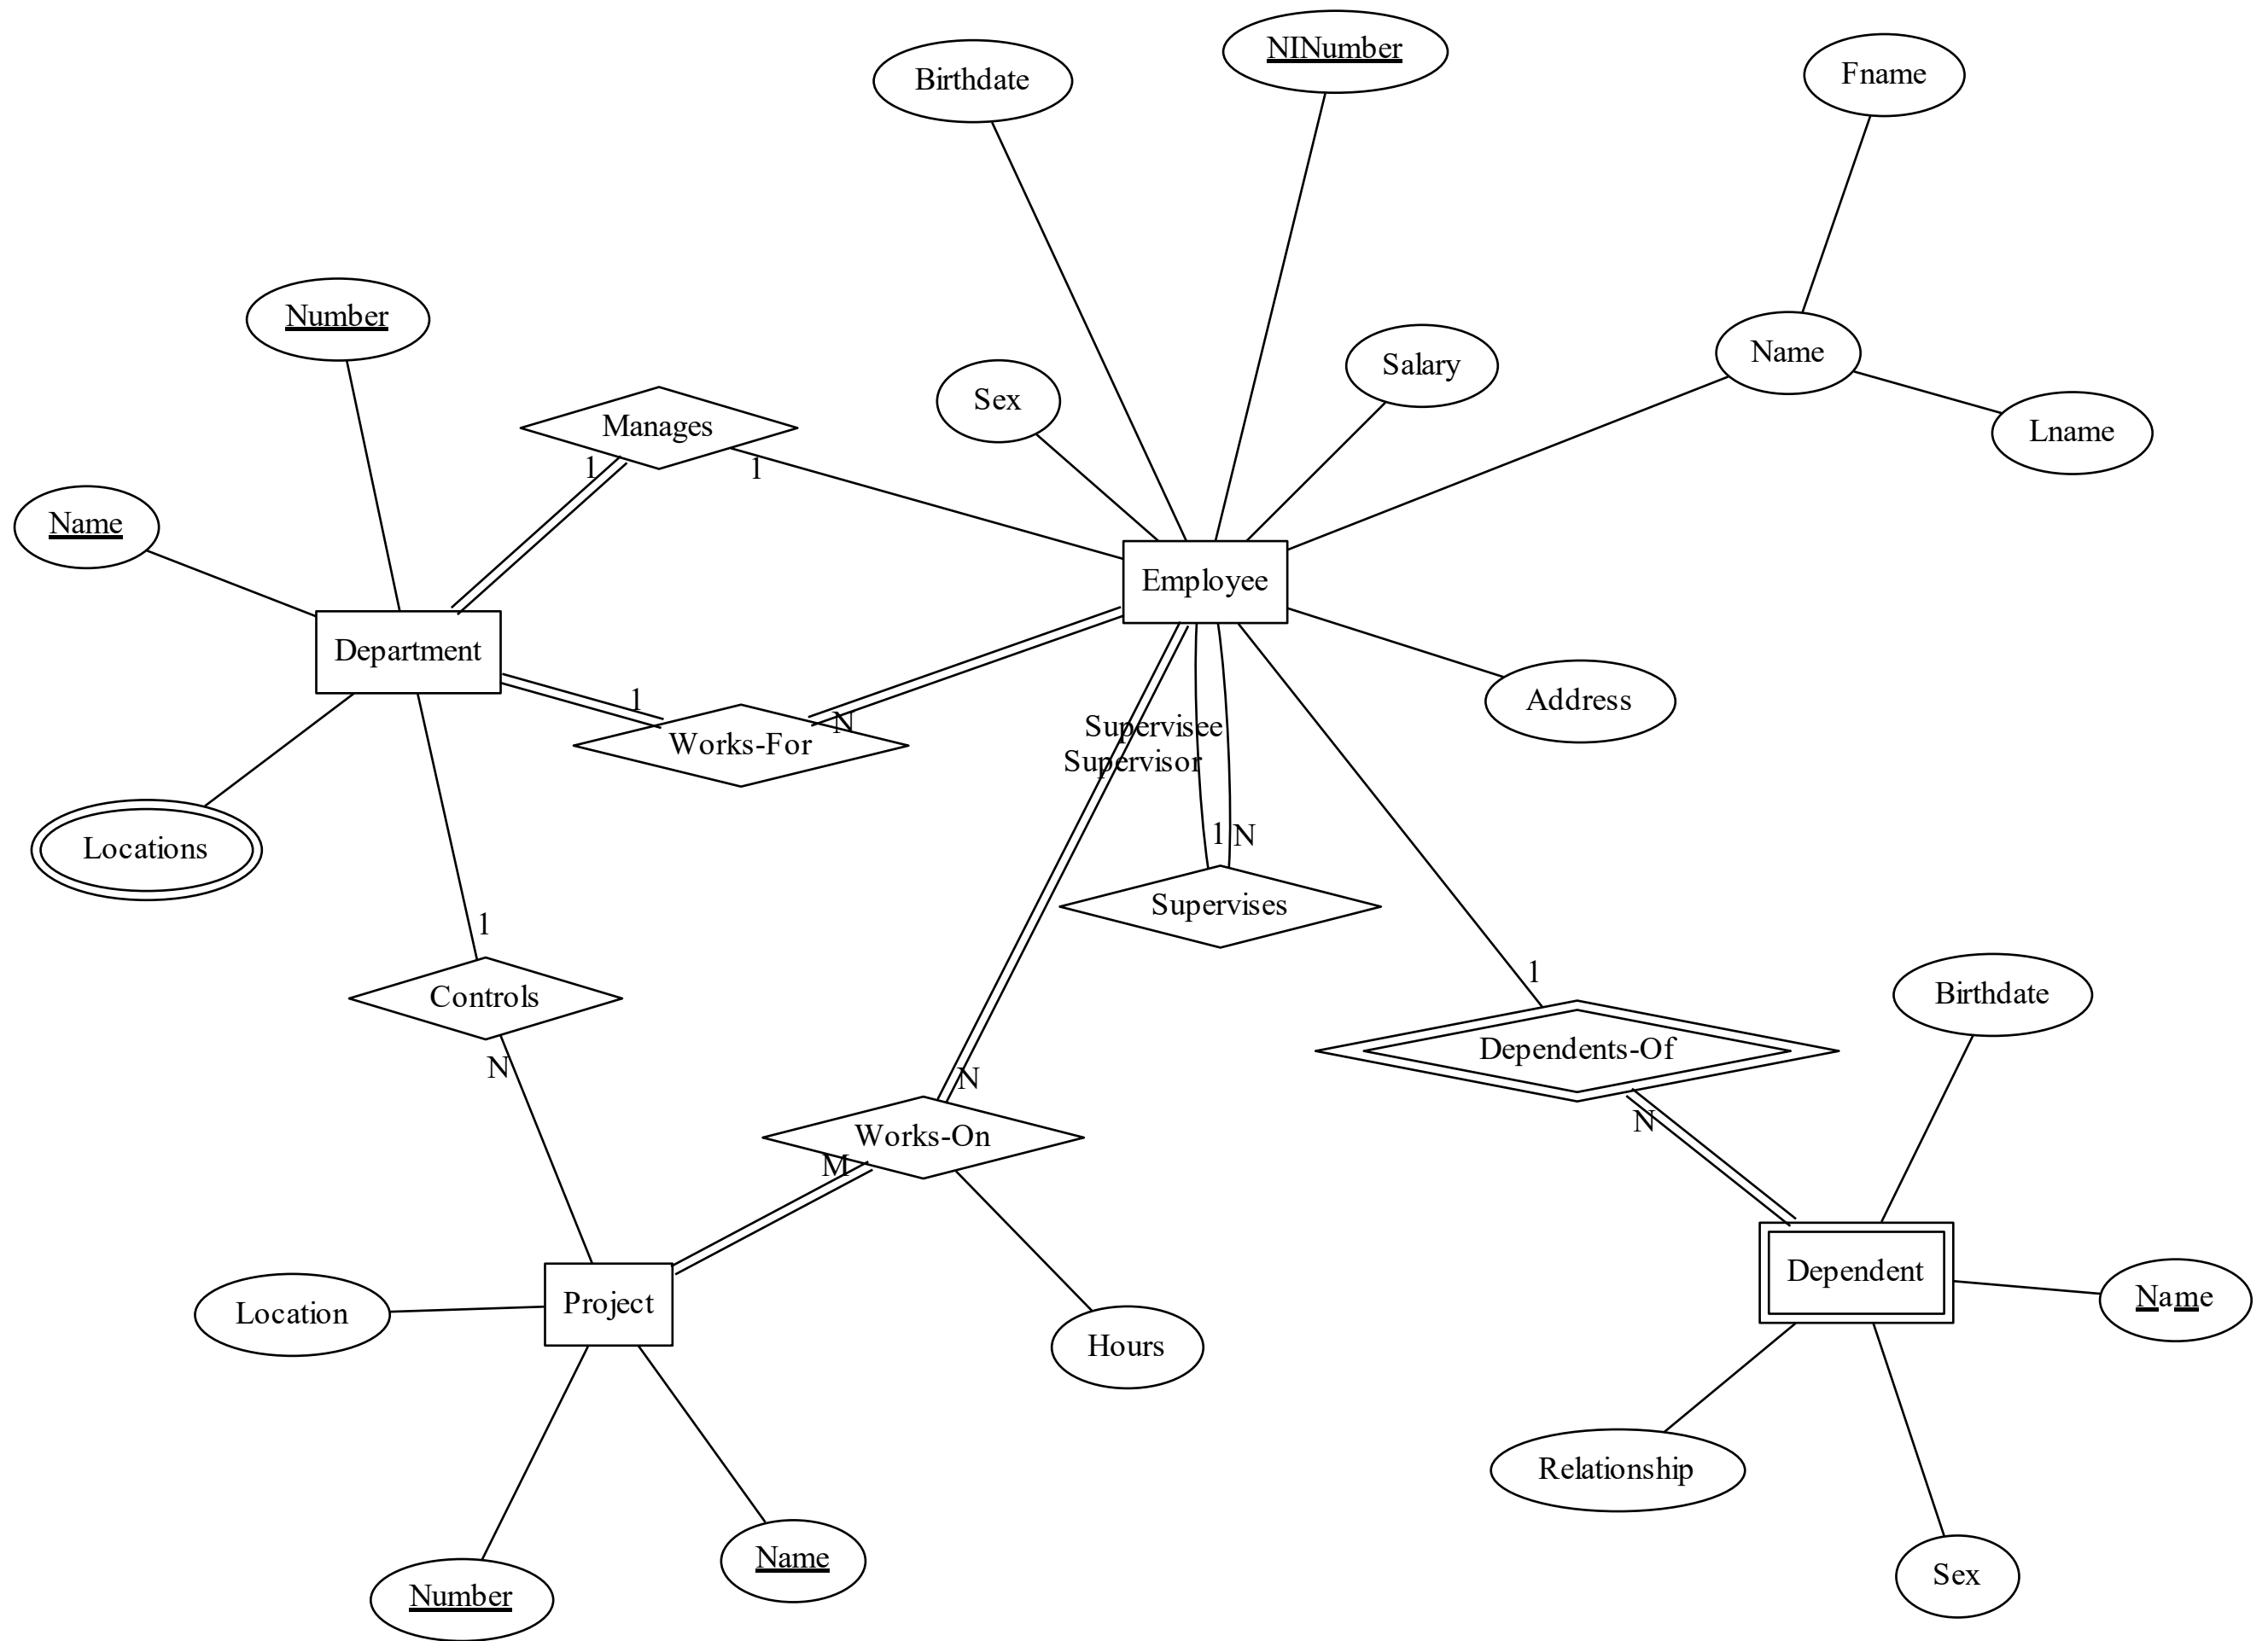 NINumber
Fname
Birthdate
Number
Name
Salary
Sex
Manages
Lname
1
1
Name
Employee
Department
Address
1
N
Supervisee
Works-For
Supervisor
1
N
Locations
Supervises
1
1
Controls
Birthdate
Dependents-Of
N
N
N
Works-On
M
Dependent
Name
Project
Location
Hours
Relationship
Name
Sex
Number